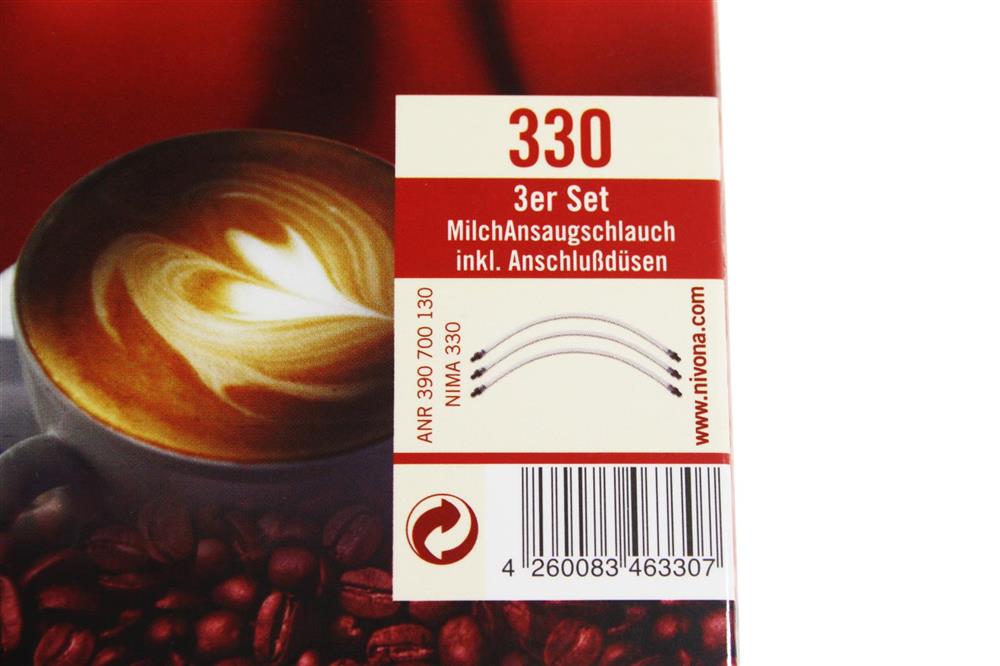 330
3er Set
MilchAnsaugschlauch
inkl. Anschlußdüsen
ANR 390 700 130
NIMA 330
www.nivona.com
4 260083 463307